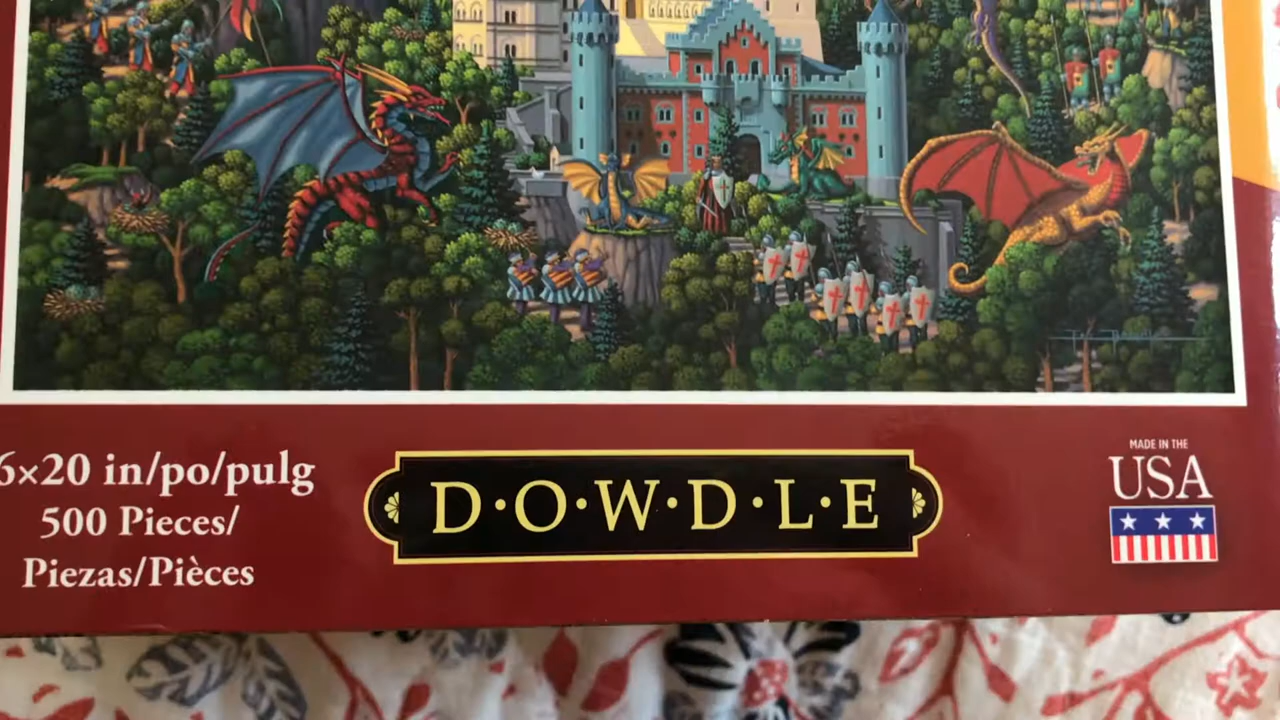 6×20 in/po/pulg
500 Pieces/
Piezas/Pièces
D·O·W·D·L·E
MADE IN THE
USA